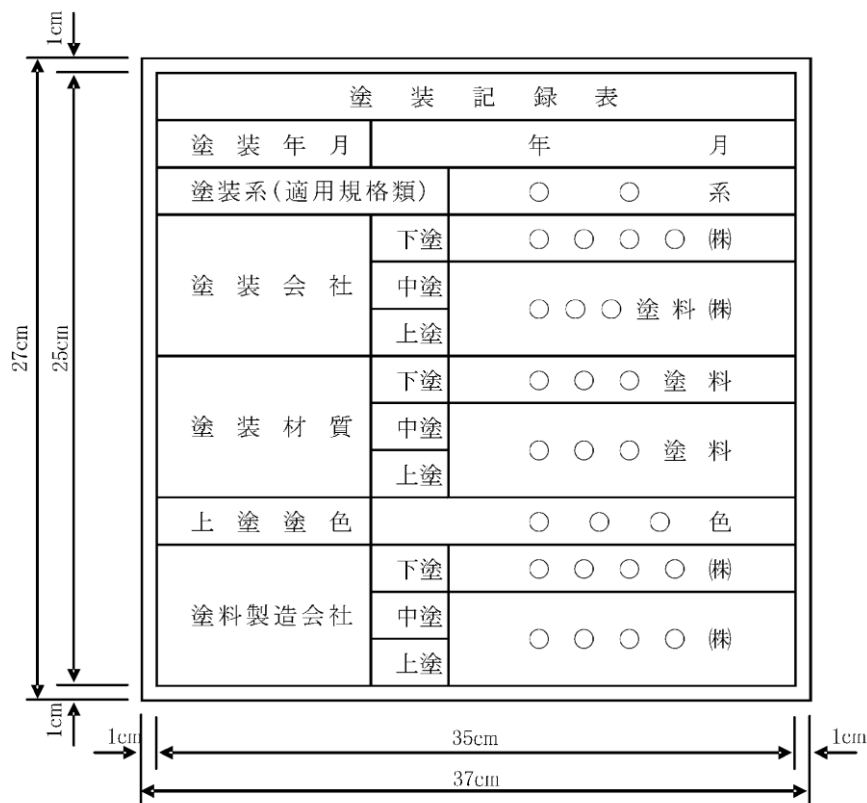 1cm
27cm
25cm
塗装記録表
塗装年月 年 月
塗装系(適用規格類) ○ ○ 系
塗装会社 下塗 ○ ○ ○ ○ ㈱
中塗 ○ ○ ○ 塗 料 ㈱
上塗
塗装材質 下塗 ○ ○ ○ 塗 料
中塗 ○ ○ ○ 塗 料
上塗
上塗塗色 ○ ○ ○ 色
塗料製造会社 下塗 ○ ○ ○ ○ ㈱
中塗 ○ ○ ○ ○ ㈱
上塗
1cm
1cm 35cm 1cm
37cm